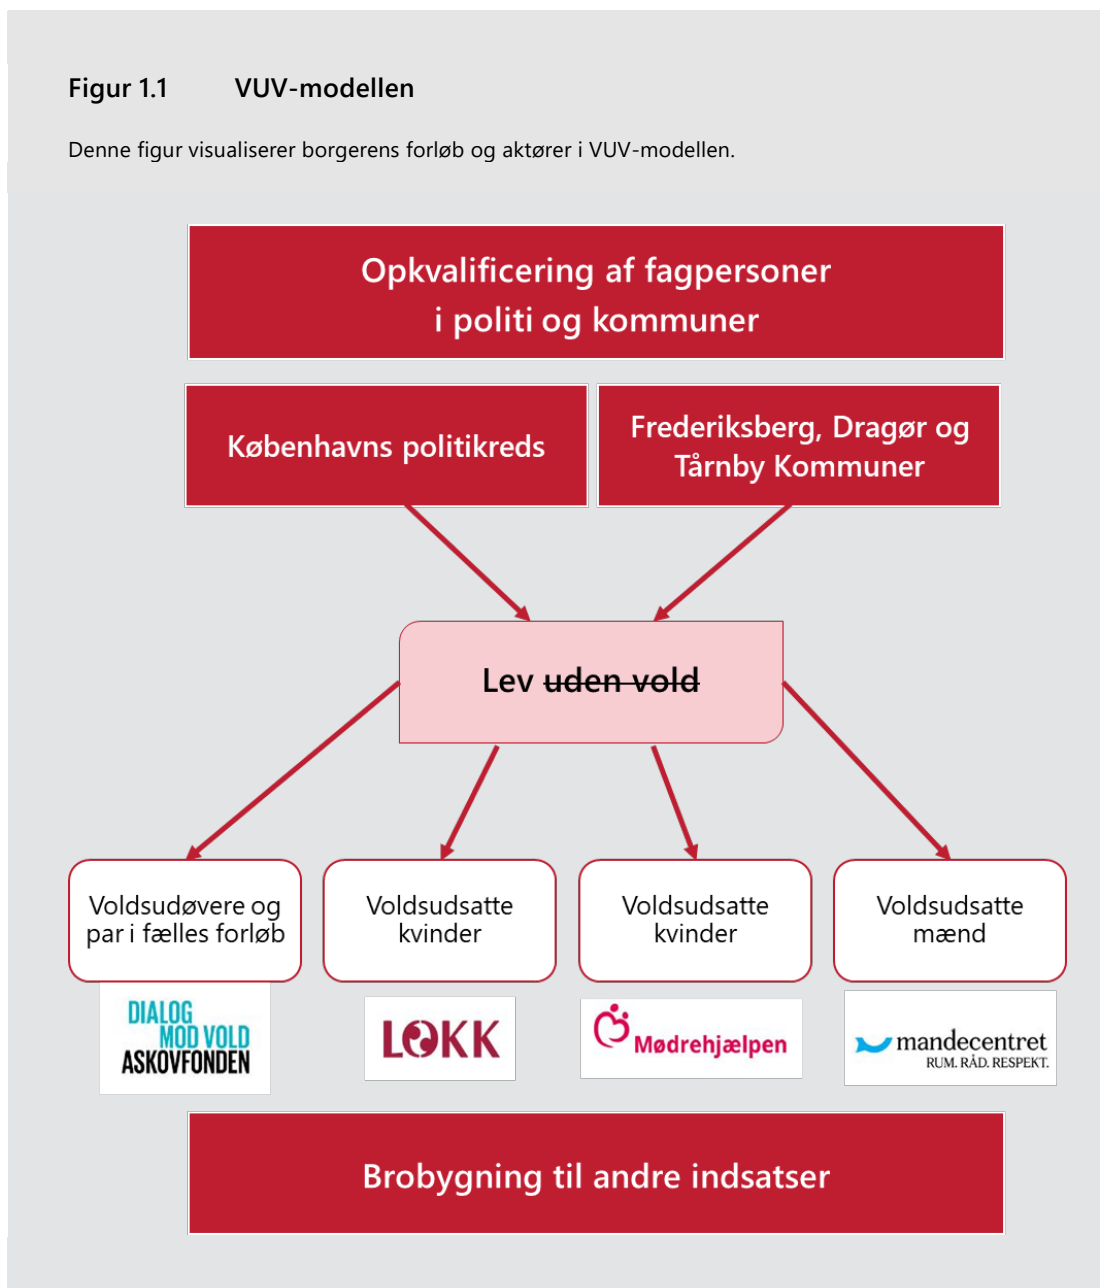 Figur 1.1 VUV-modellen
Denne figur visualiserer borgerens forløb og aktører i VUV-modellen.
Opkvalificering af fagpersoner
i politi og kommuner
Københavns politikreds
Frederiksberg, Dragør og
Tårnby Kommuner
Lev uden vold
Voldsudøvere og
par i fælles forløb
Voldsudsatte
kvinder
Voldsudsatte
kvinder
Voldsudsatte
mænd
DIALOG
MOD VOLD
ASKOVFONDEN
LOKK
Mødrehjælpen
mandecentret
RUM. RÅD. RESPEKT.
Brobygning til andre indsatser